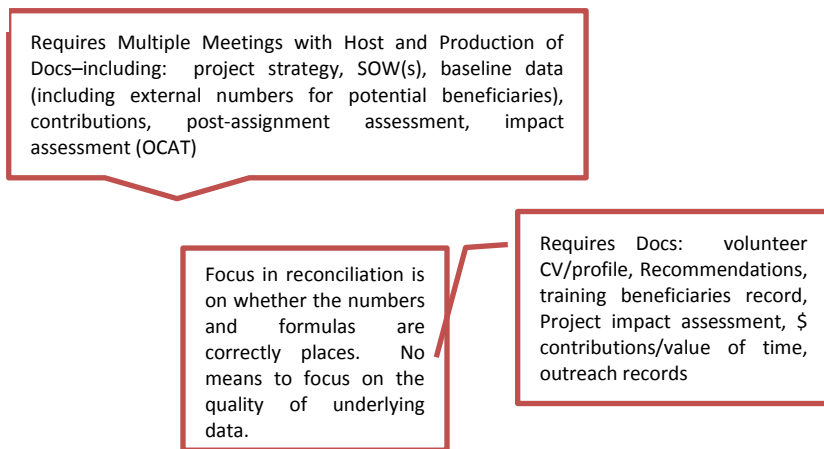 Requires Multiple Meetings with Host and Production of
Docs–including: project strategy, SOW(s), baseline data
(including external numbers for potential beneficiaries),
contributions, post-assignment assessment, impact
assessment (OCAT)
Focus in reconciliation is
on whether the numbers
and formulas are
correctly places. No
means to focus on the
quality of underlying
data.
Requires Docs: volunteer
CV/profile, Recommendations,
training beneficiaries record,
Project impact assessment, $
contributions/value of time,
outreach records